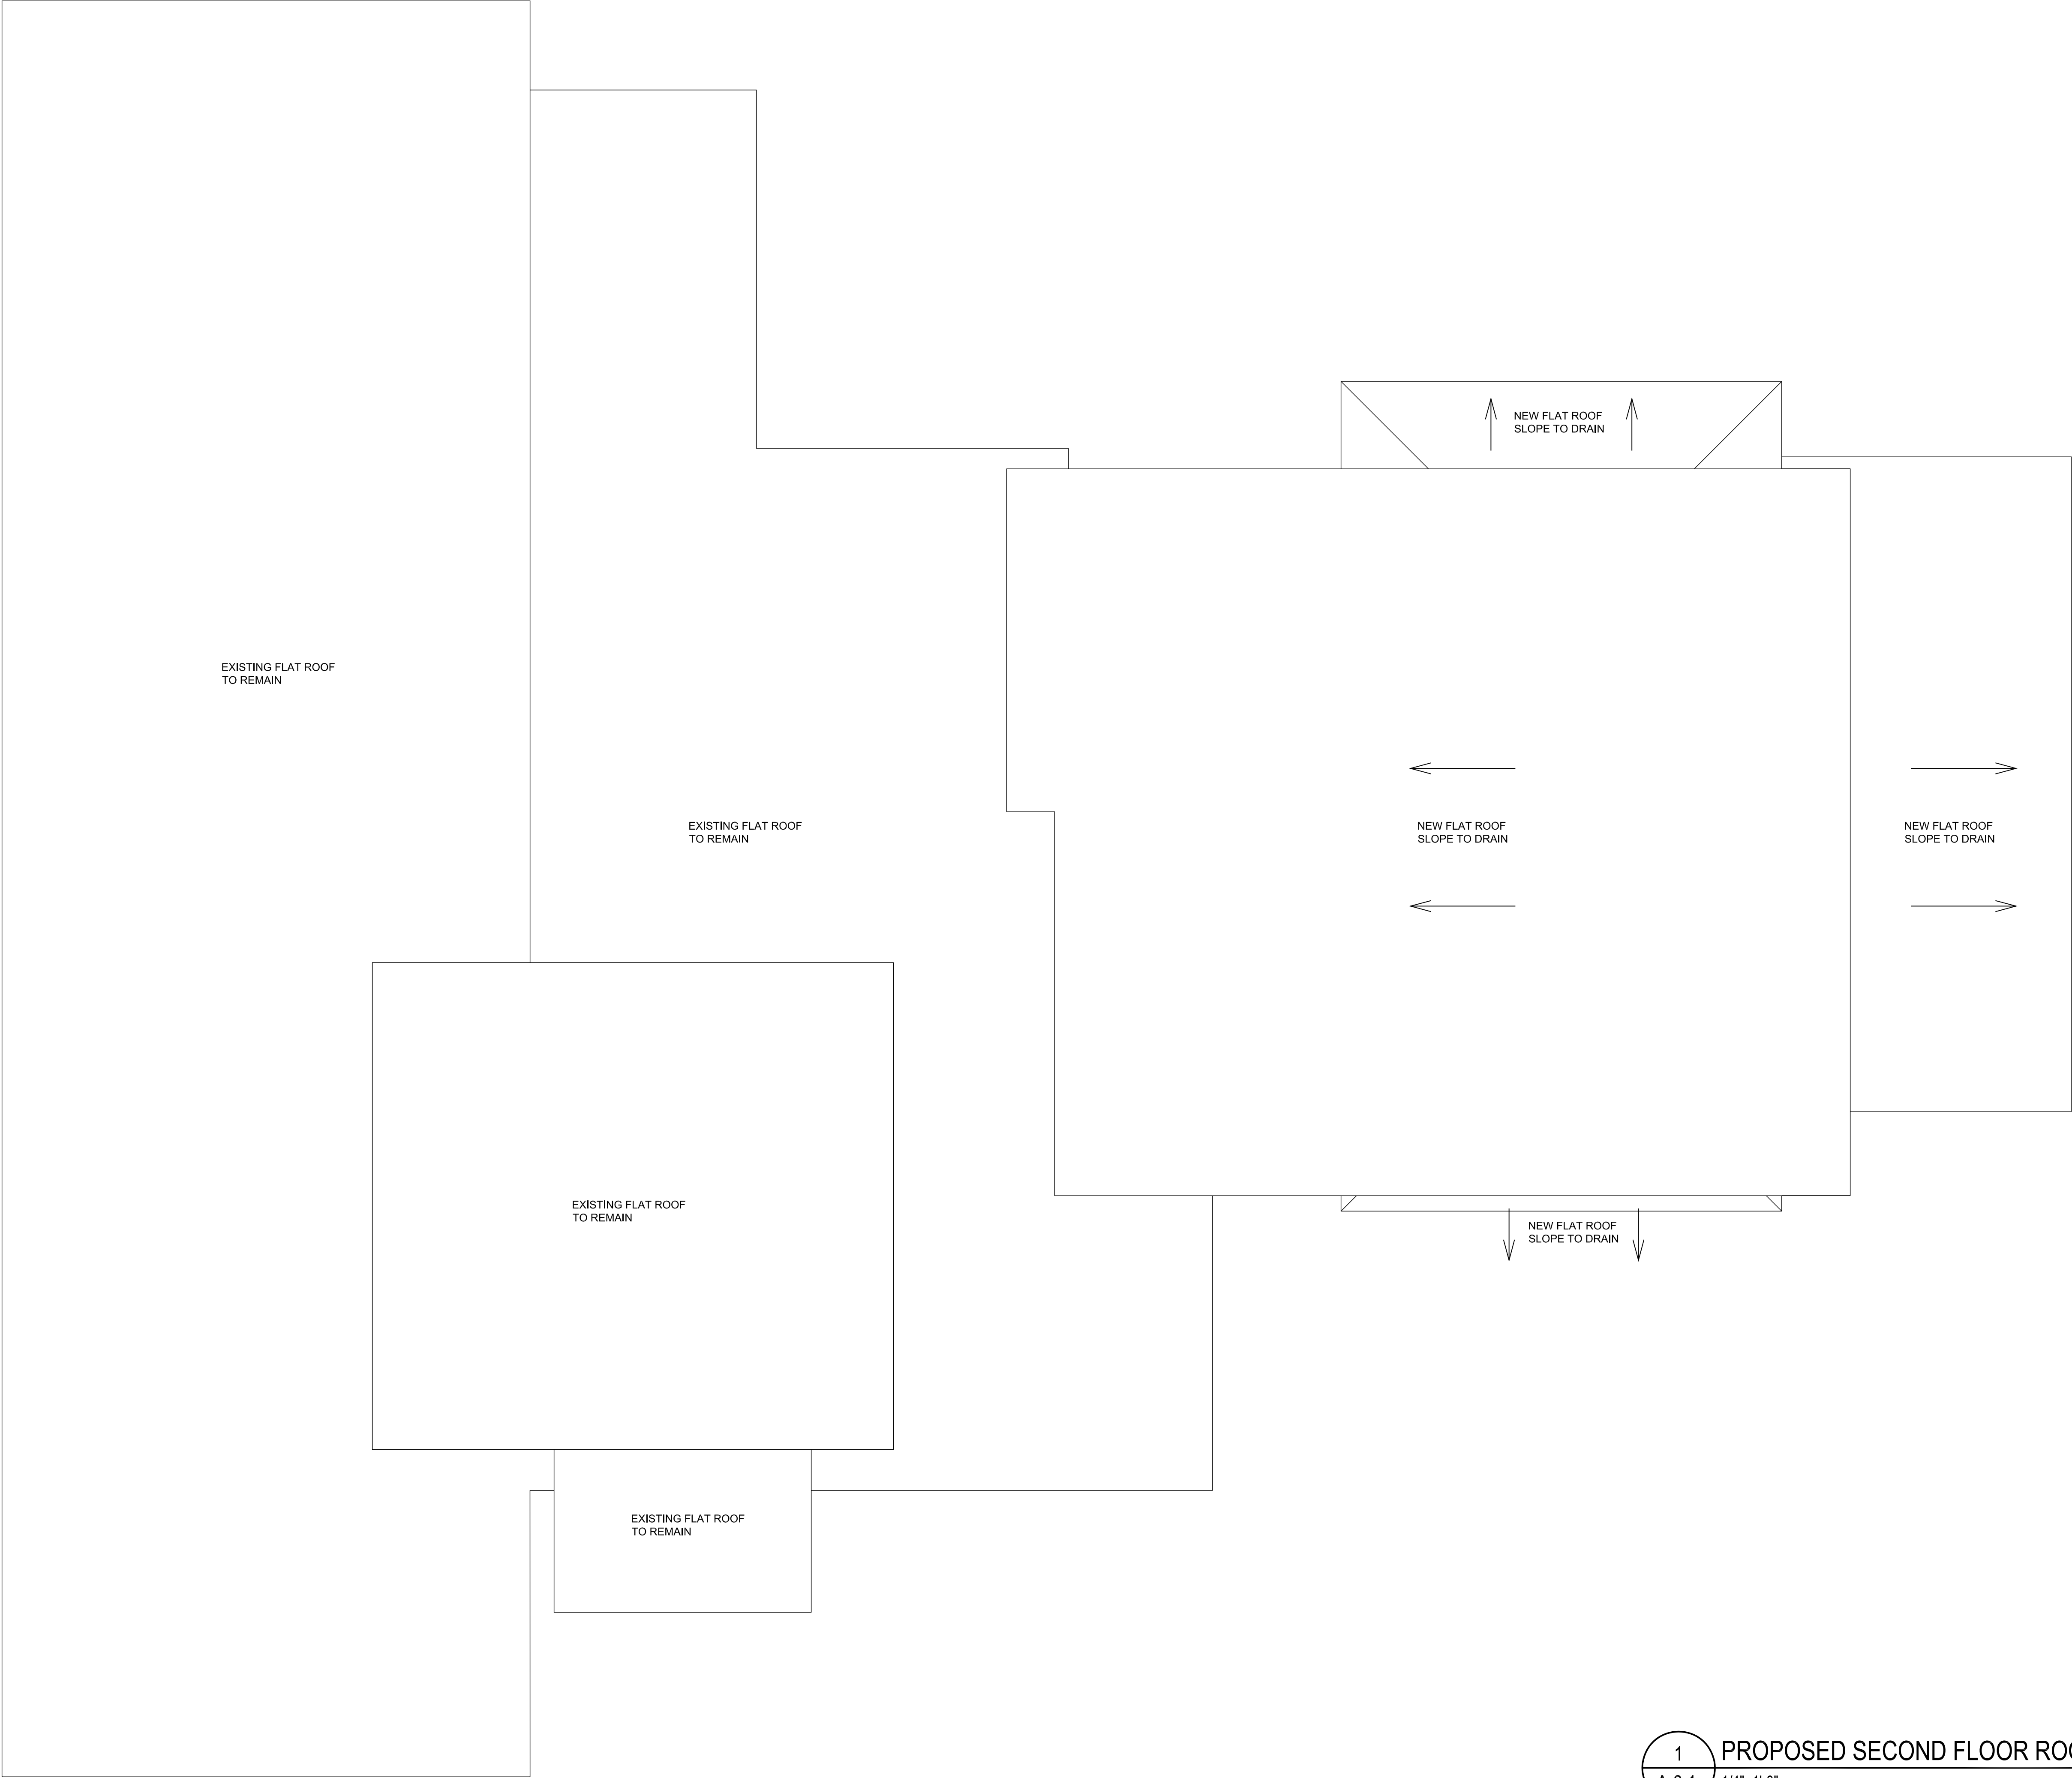 NEW FLAT ROOF
SLOPE TO DRAIN
EXISTING FLAT ROOF
TO REMAIN
EXISTING FLAT ROOF
TO REMAIN
NEW FLAT ROOF
SLOPE TO DRAIN
NEW FLAT ROOF
SLOPE TO DRAIN
EXISTING FLAT ROOF
TO REMAIN
NEW FLAT ROOF
SLOPE TO DRAIN
EXISTING FLAT ROOF
TO REMAIN
1
PROPOSED SECOND FLOOR